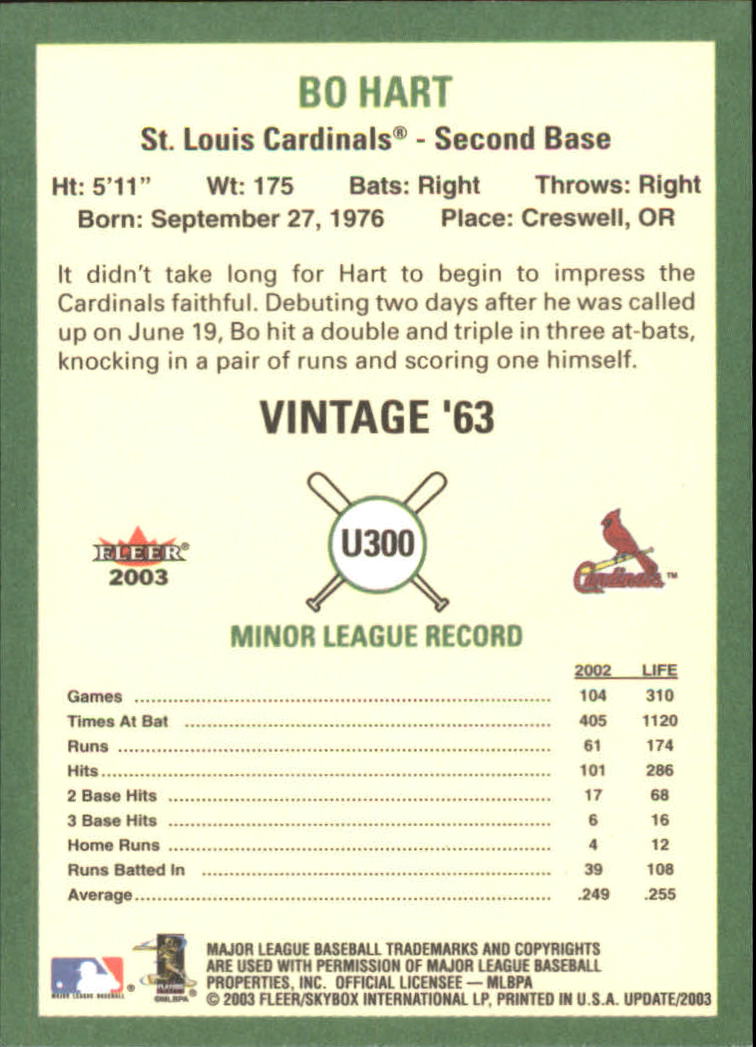 BO HART
St. Louis Cardinals® - Second Base
Ht: 5'11” Wt: 175 Bats: Right Throws: Right
Born: September 27, 1976 Place: Creswell, OR
It didn't take long for Hart to begin to impress the
Cardinals faithful. Debuting two days after he was called
up on June 19, Bo hit a double and triple in three at-bats,
knocking in a pair of runs and scoring one himself.
VINTAGE '63
FLEER®
2003
U300
Cardinals™
MINOR LEAGUE RECORD
2002 LIFE
Games 104 310
Times At Bat 405 1120
Runs 61 174
Hits 101 286
2 Base Hits 17 68
3 Base Hits 6 16
Home Runs 4 12
Runs Batted In 39 108
Average .249 .255
MAJOR LEAGUE BASEBALL®
PLAYERS CHOICE
©MLBPA®
MAJOR LEAGUE BASEBALL TRADEMARKS AND COPYRIGHTS
ARE USED WITH PERMISSION OF MAJOR LEAGUE BASEBALL
PROPERTIES, INC. OFFICIAL LICENSEE — MLBPA
© 2003 FLEER/SKYBOX INTERNATIONAL LP, PRINTED IN U.S.A. UPDATE/2003